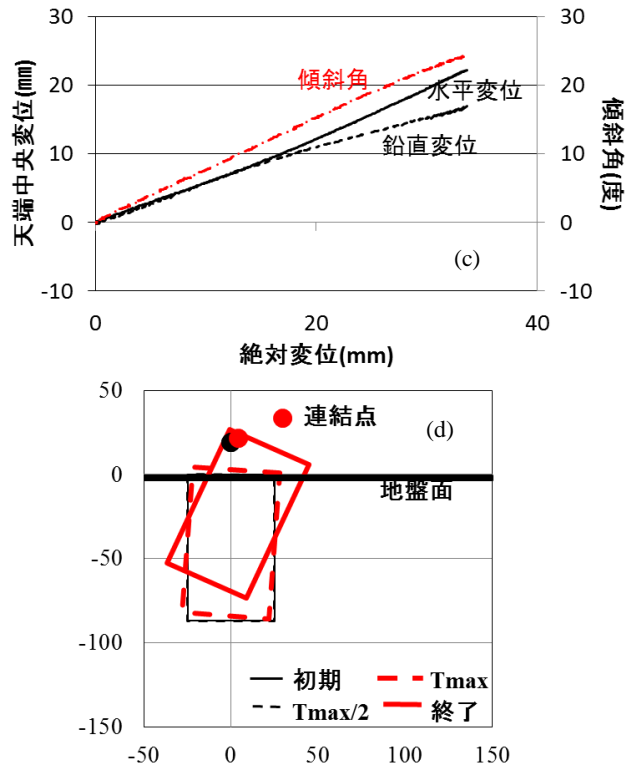 30
30
20
20
10
10
0
0
-10
-10
天端中央変位(㎜)
傾斜角(度)
傾斜角
水平変位
鉛直変位
(c)
0
20
40
絶対変位(mm)
50
0
-50
-100
-150
連結点
(d)
地盤面
初期
Tmax
Tmax/2
終了
-50
0
50
100
150